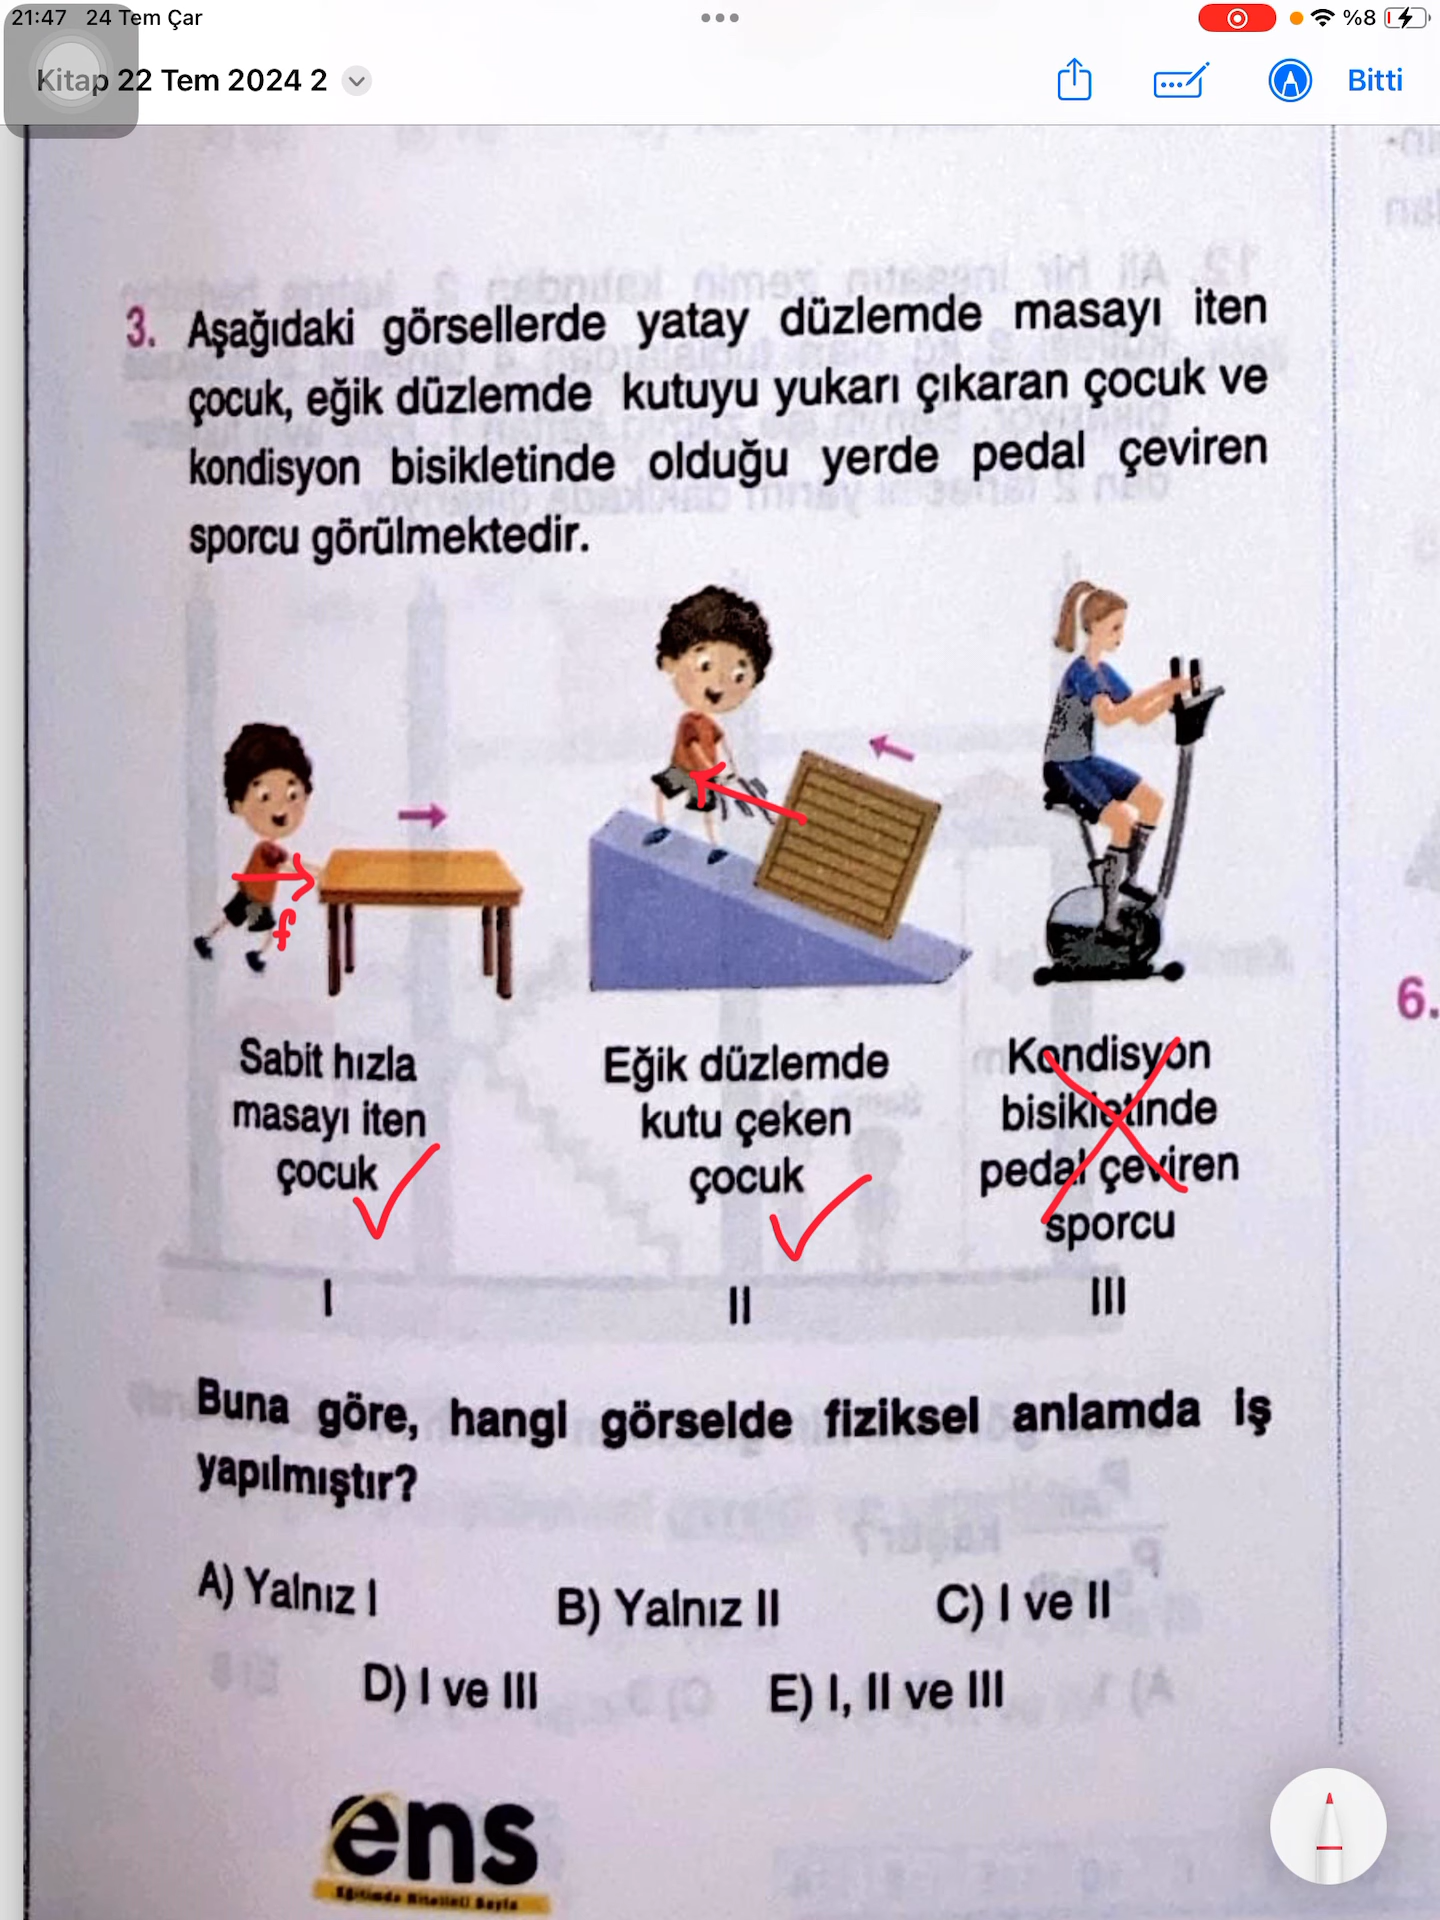 21:47 24 Tem Çar
%8
Kitap 22 Tem 2024 2
Bitti
3. Aşağıdaki görsellerde yatay düzlemde masayı iten
çocuk, eğik düzlemde kutuyu yukarı çıkaran çocuk ve
kondisyon bisikletinde olduğu yerde pedal çeviren
sporcu görülmektedir.
f
Sabit hızla
masayı iten
çocuk
I
Eğik düzlemde
kutu çeken
çocuk
II
Kondisyon
bisikletinde
pedal çeviren
sporcu
III
Buna göre, hangi görselde fiziksel anlamda iş
yapılmıştır?
A) Yalnız I
B) Yalnız II
C) I ve II
D) I ve III
E) I, II ve III
6.
ens